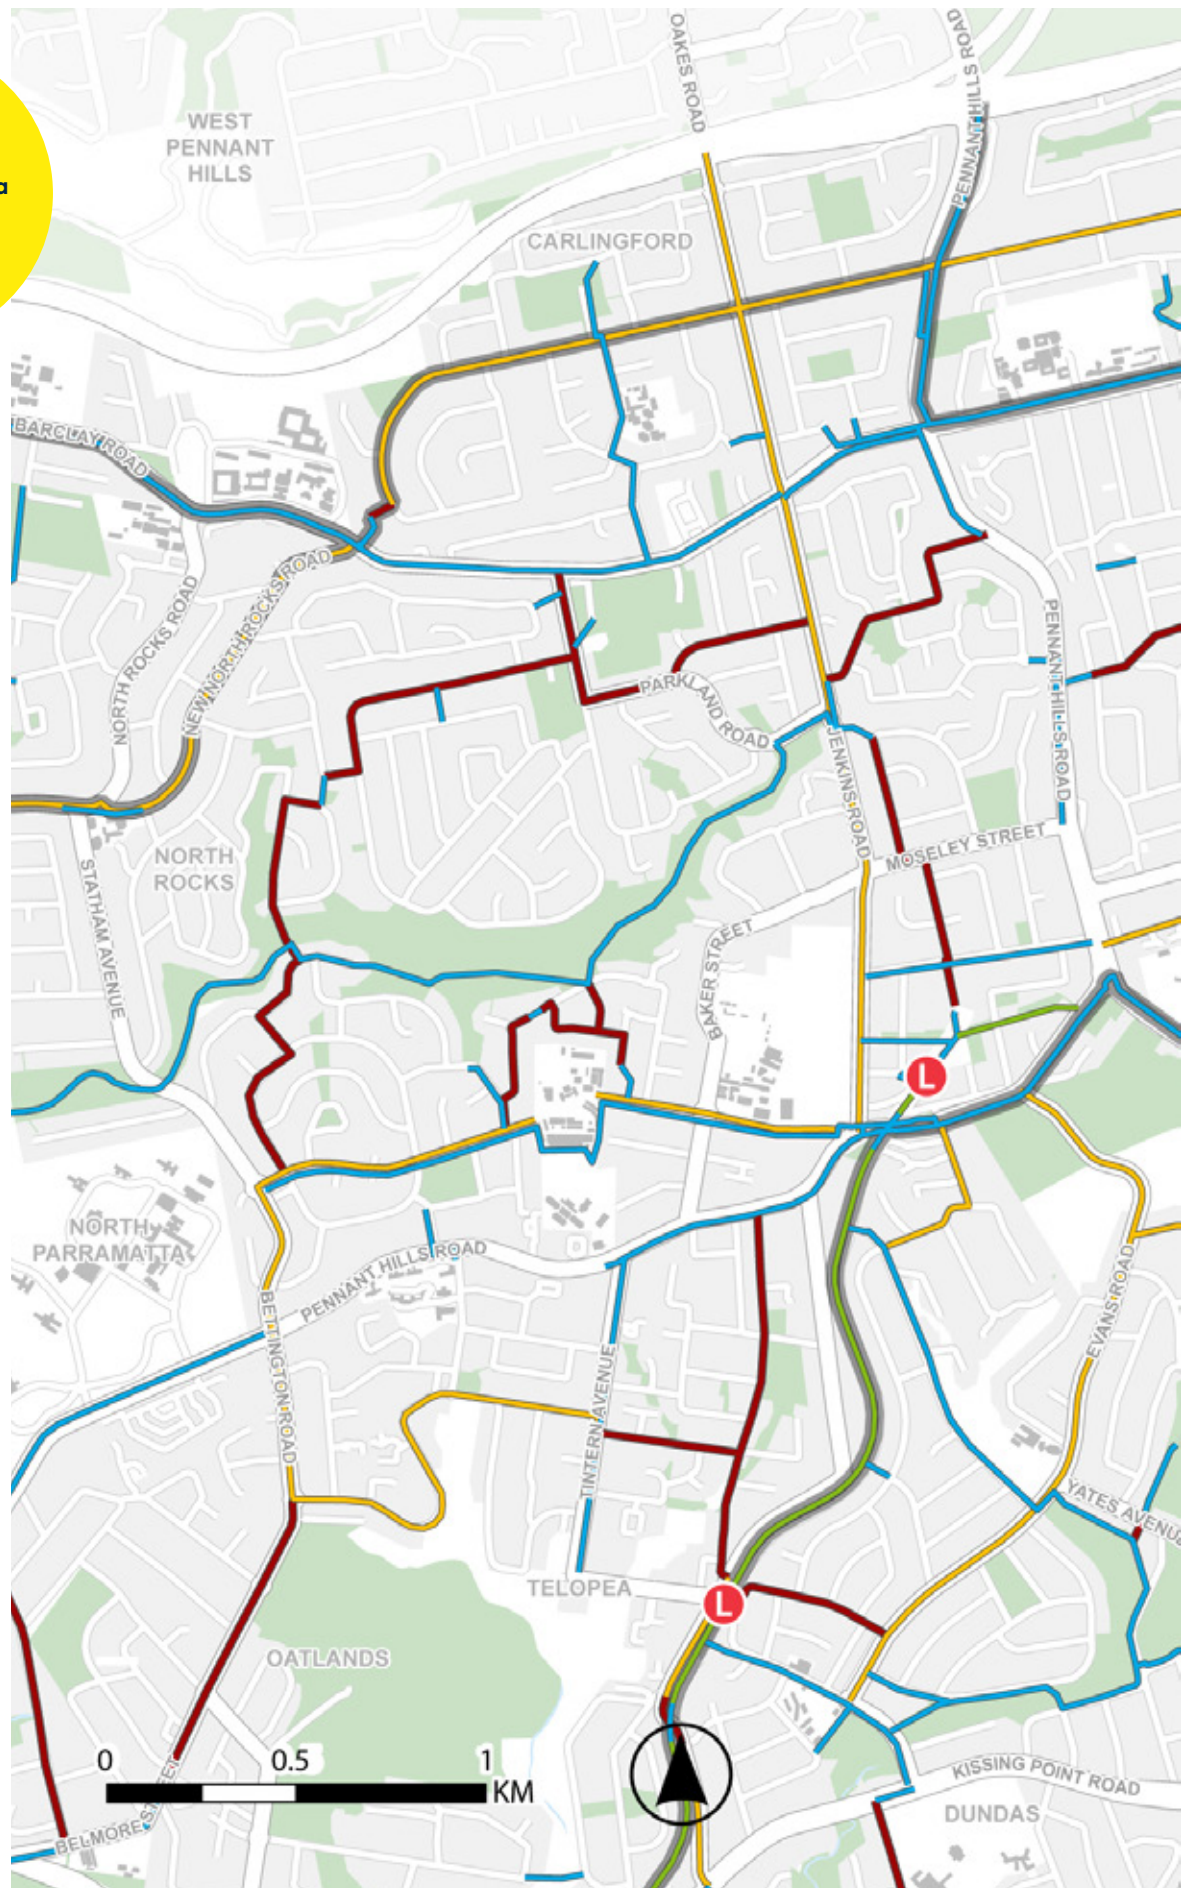 OAKES ROAD
PENNANT HILLS ROAD
WEST
PENNANT
HILLS
a
PENNANT HILLS ROAD
CARLINGFORD
BARCLAY ROAD
NEW NORTH ROCKS ROAD
NORTH ROCKS ROAD
PENNANT HILLS ROAD
PARKLAND ROAD
JENKINS ROAD
MOSELEY STREET
NORTH
ROCKS
STATHAM AVENUE
BAKER STREET
L
NORTH
PARRAMATTA
PENNANT HILLS ROAD
EVANS ROAD
BETTINGTON ROAD
TINTERN AVENUE
YATES AVENUE
TELOPEA
L
OATLANDS
0 0.5 1
KM
KISSING POINT ROAD
DUNDAS
BELMORE STREET